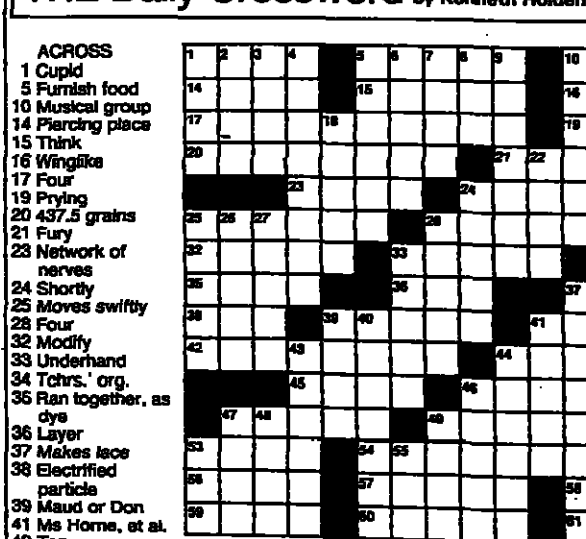 THE Daily Crossword by Kenneth Holden
ACROSS
1 Cupid
5 Furnish food
10 Musical group
14 Piercing place
15 Think
16 Winglike
17 Four
19 Prying
20 437.5 grains
21 Fury
23 Network of
nerves
24 Shortly
25 Moves swiftly
28 Four
32 Modify
33 Underhand
34 Tchrs.' org.
35 Ran together, as
dye
36 Layer
37 Makes lace
38 Electrified
particle
39 Maud or Don
41 Ms Horne, et al.
1 2 3 4 5 6 7 8 9 10
14 15 16
17 18 19
20 21 22
23 24
25 26 27 28
32 33
35 36 37
38 39 40 41
42 43 44
45 46
47 48 49
53 54 55
56 57 58
59 60 61